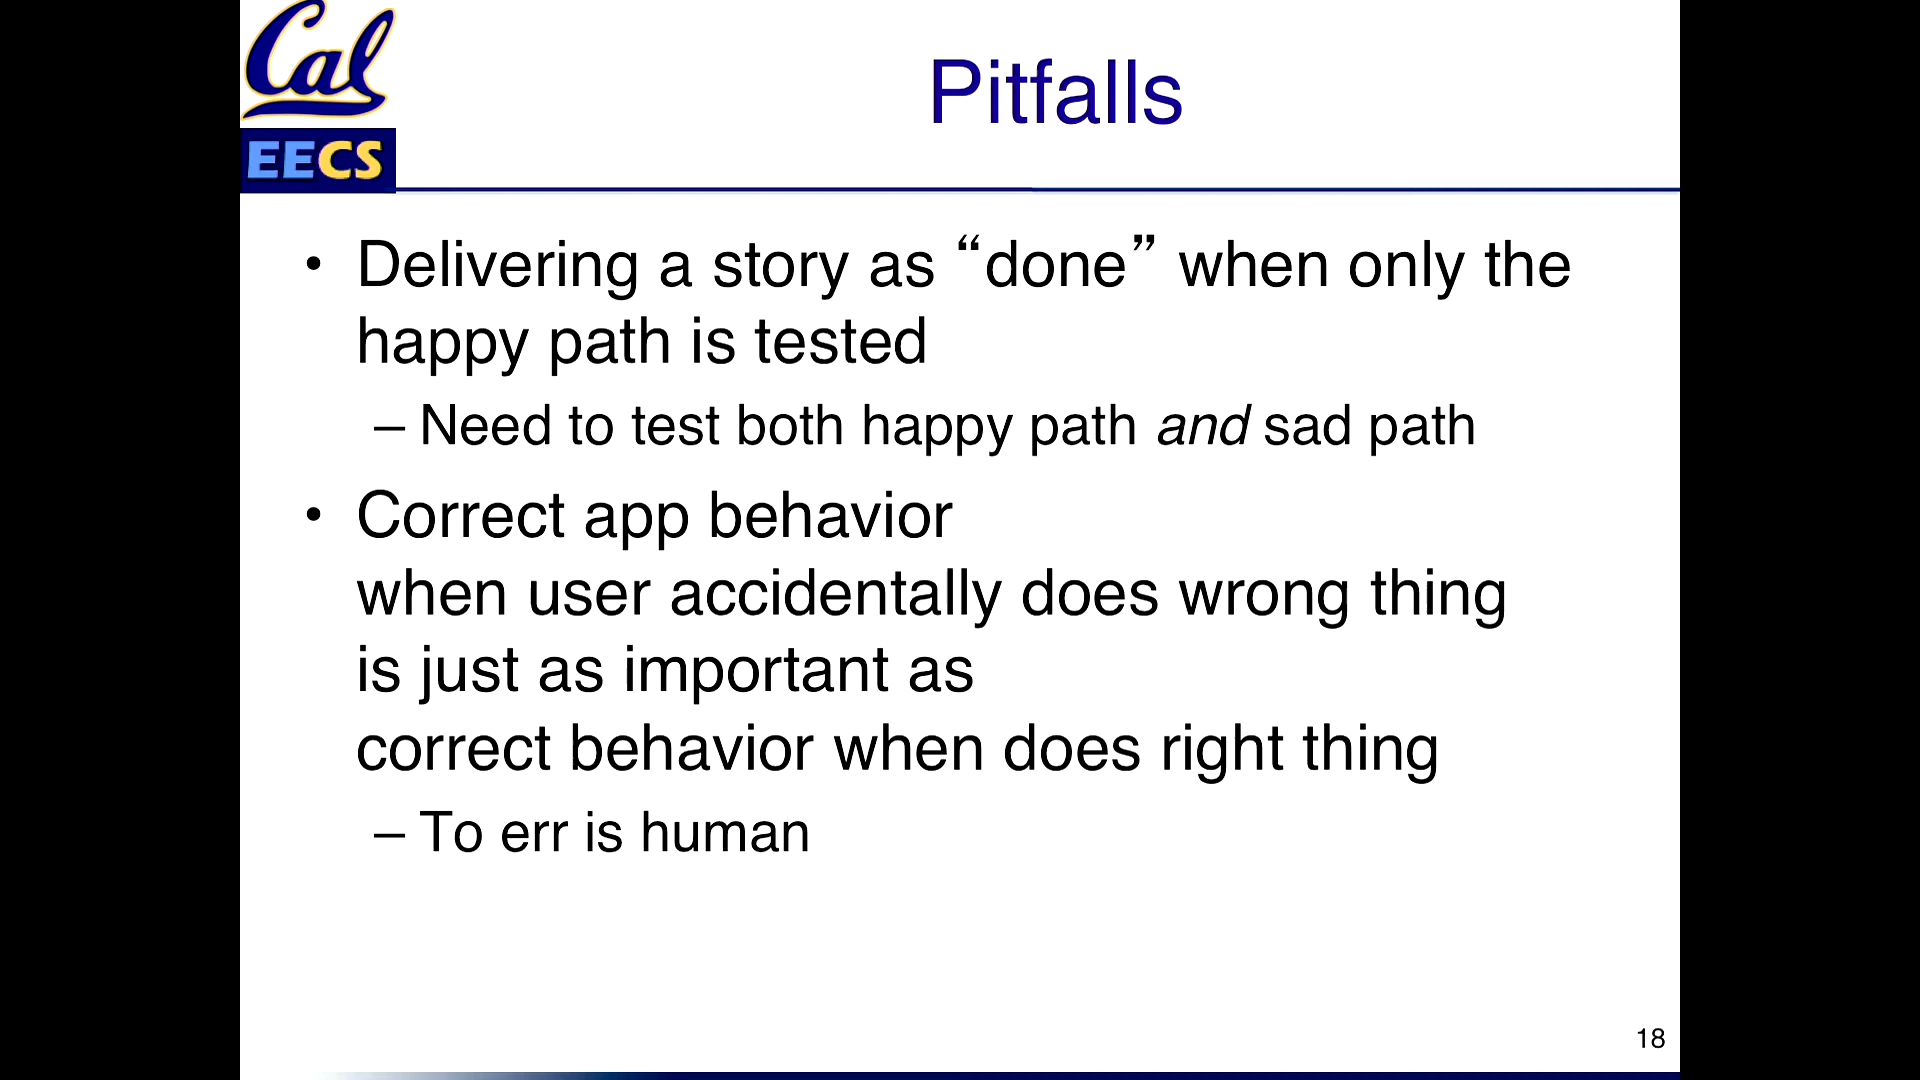 Cal
EECS
Pitfalls
• Delivering a story as “done” when only the
happy path is tested
– Need to test both happy path and sad path
• Correct app behavior
when user accidentally does wrong thing
is just as important as
correct behavior when does right thing
– To err is human
18